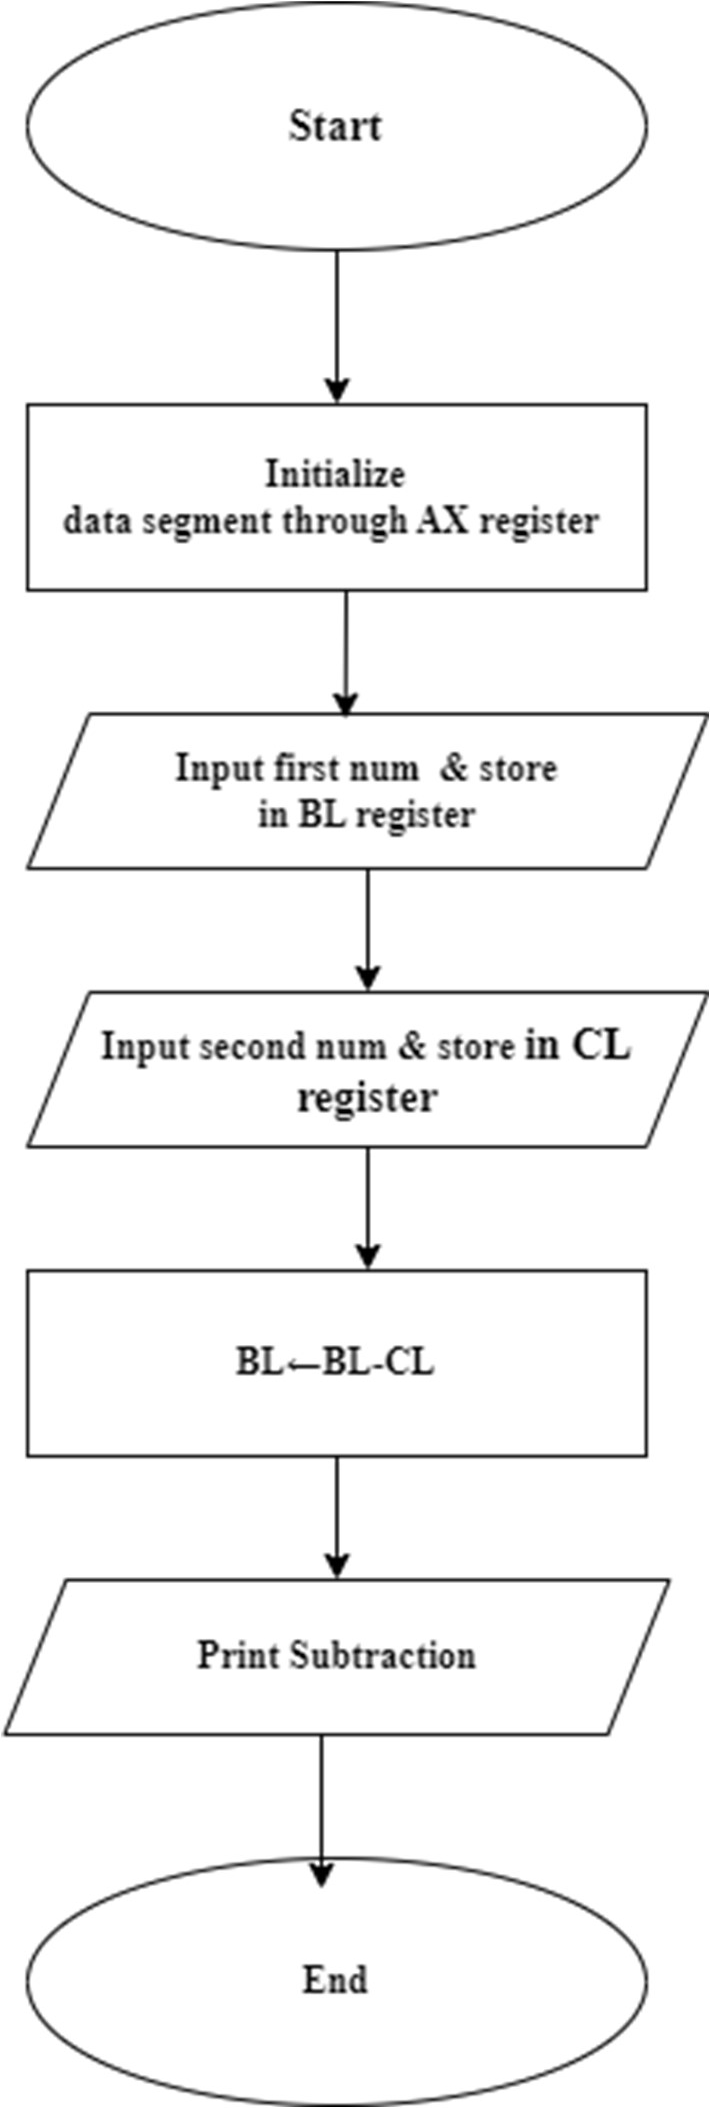 Start
Initialize
data segment through AX register
Input first num & store
in BL register
Input second num & store in CL
register
BL←BL-CL
Print Subtraction
End